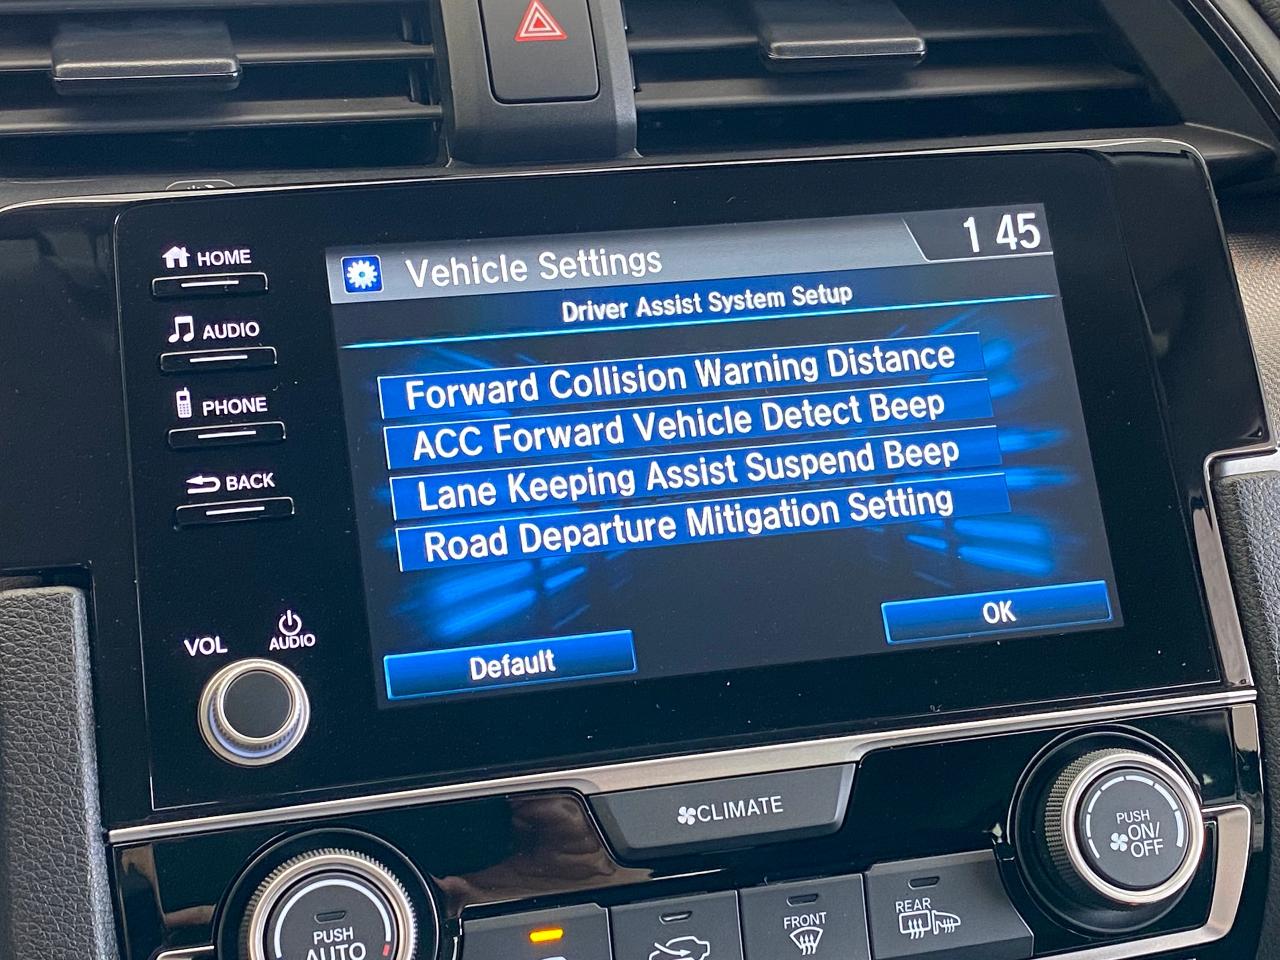 HOME
AUDIO
PHONE
BACK
VOL
AUDIO
Vehicle Settings
1 45
Driver Assist System Setup
Forward Collision Warning Distance
ACC Forward Vehicle Detect Beep
Lane Keeping Assist Suspend Beep
Road Departure Mitigation Setting
Default
OK
CLIMATE
PUSH
AUTO
FRONT
REAR
PUSH
ON/
OFF